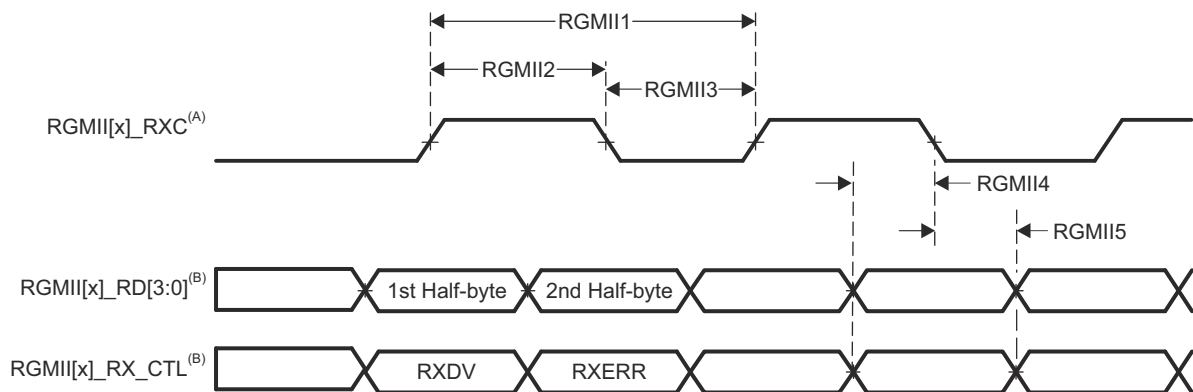 RGMII1
RGMII2
RGMII3
RGMII[x]_RXC(A)
RGMII4
RGMII5
RGMII[x]_RD[3:0](B)
1st Half-byte
2nd Half-byte
RGMII[x]_RX_CTL(B)
RXDV
RXERR